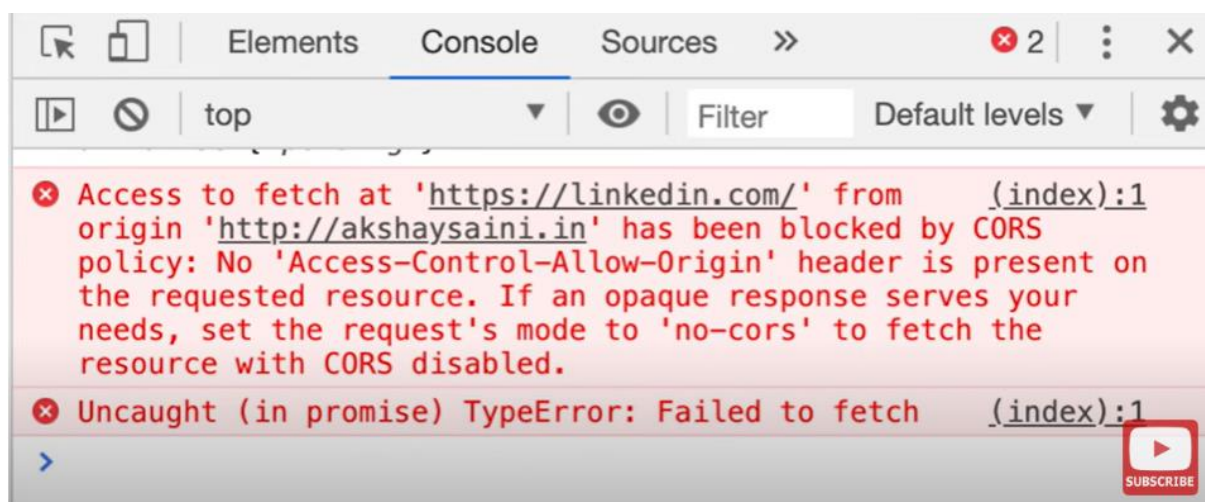 Elements Console Sources » 2
top Filter Default levels
Access to fetch at 'https://linkedin.com/' from (index):1
origin 'http://akshaysaini.in' has been blocked by CORS
policy: No 'Access-Control-Allow-Origin' header is present on
the requested resource. If an opaque response serves your
needs, set the request's mode to 'no-cors' to fetch the
resource with CORS disabled.
Uncaught (in promise) TypeError: Failed to fetch (index):1
SUBSCRIBE